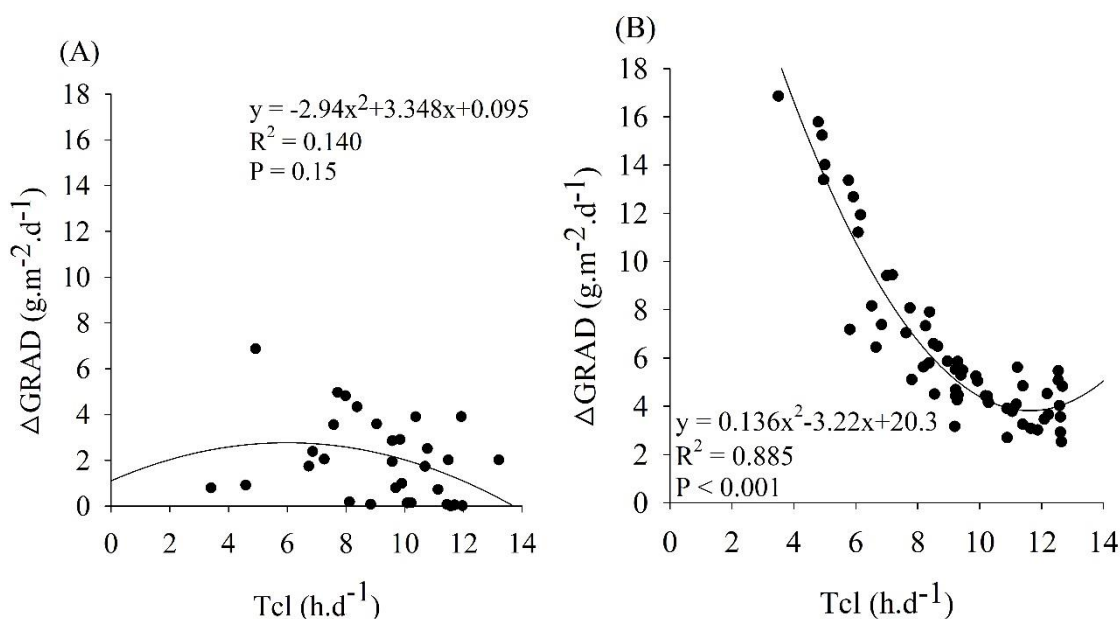 (A)
y = -2.94x²+3.348x+0.095
R² = 0.140
P = 0.15
ΔGRAD (g.m⁻².d⁻¹)
18
16
14
12
10
8
6
4
2
0
0 2 4 6 8 10 12 14
Tcl (h.d⁻¹)
(B)
ΔGRAD (g.m⁻².d⁻¹)
18
16
14
12
10
8
6
4
2
0
y = 0.136x²-3.22x+20.3
R² = 0.885
P < 0.001
0 2 4 6 8 10 12 14
Tcl (h.d⁻¹)